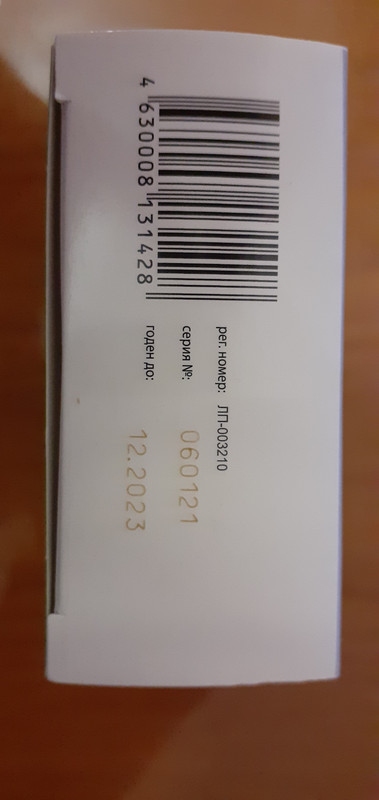 4 630008 131428
рег. номер: ЛП-003210
серия №: 060121
годен до: 12.2023